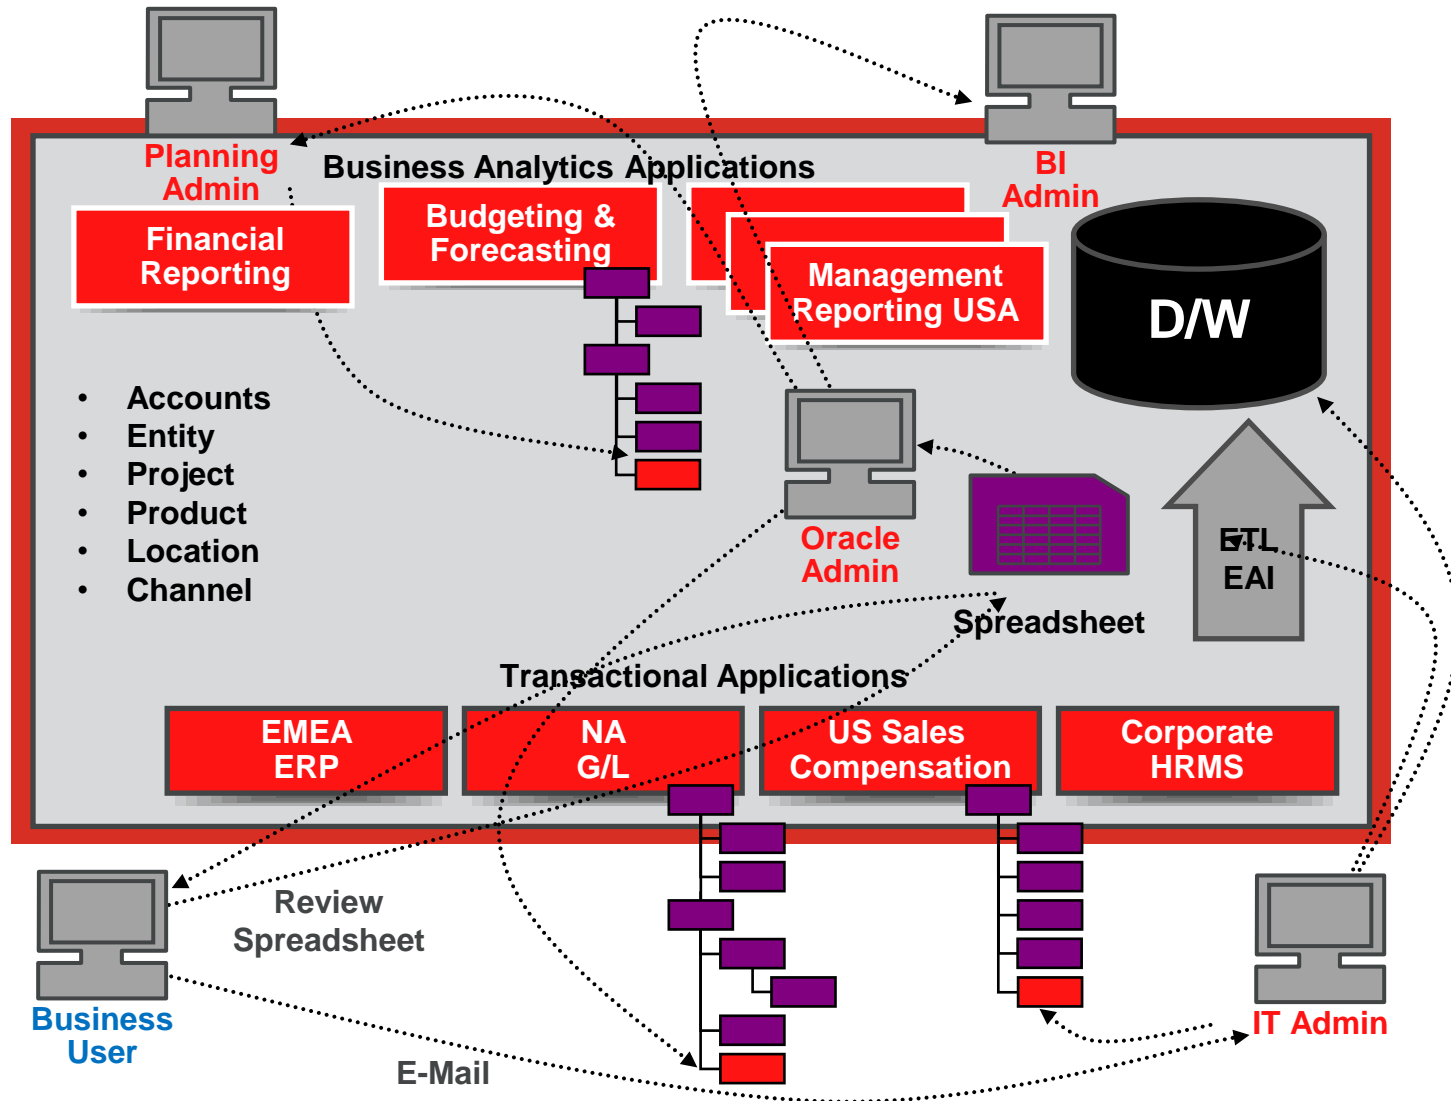 Planning
Admin
BI
Admin
Business Analytics Applications
Financial
Reporting
Budgeting &
Forecasting
Management
Reporting USA
D/W
• Accounts
• Entity
• Project
• Product
• Location
• Channel
Oracle
Admin
Spreadsheet
ETL
EAI
Transactional Applications
EMEA
ERP
NA
G/L
US Sales
Compensation
Corporate
HRMS
Review
Spreadsheet
Business
User
E-Mail
IT Admin